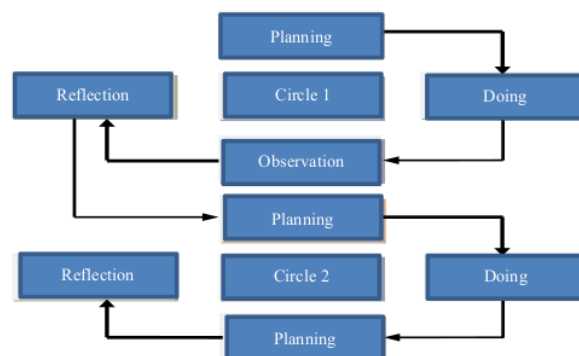 Planning
Reflection
Circle 1
Doing
Observation
Planning
Reflection
Circle 2
Doing
Planning